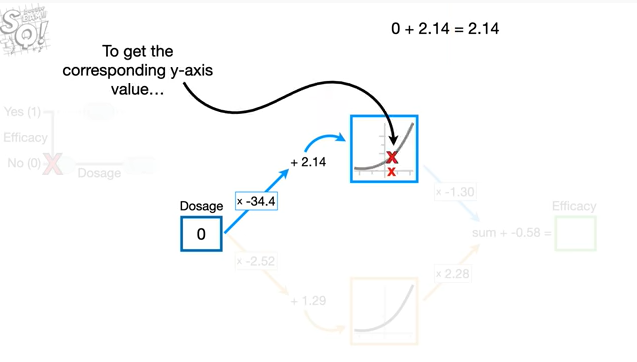 StatQuest!
0 + 2.14 = 2.14
To get the
corresponding y-axis
value…
Yes (1)
Efficacy
No (0)
Dosage
+ 2.14
x -34.4
x -1.30
Dosage
Efficacy
0
sum + -0.58 =
x -2.52
x 2.28
+ 1.29